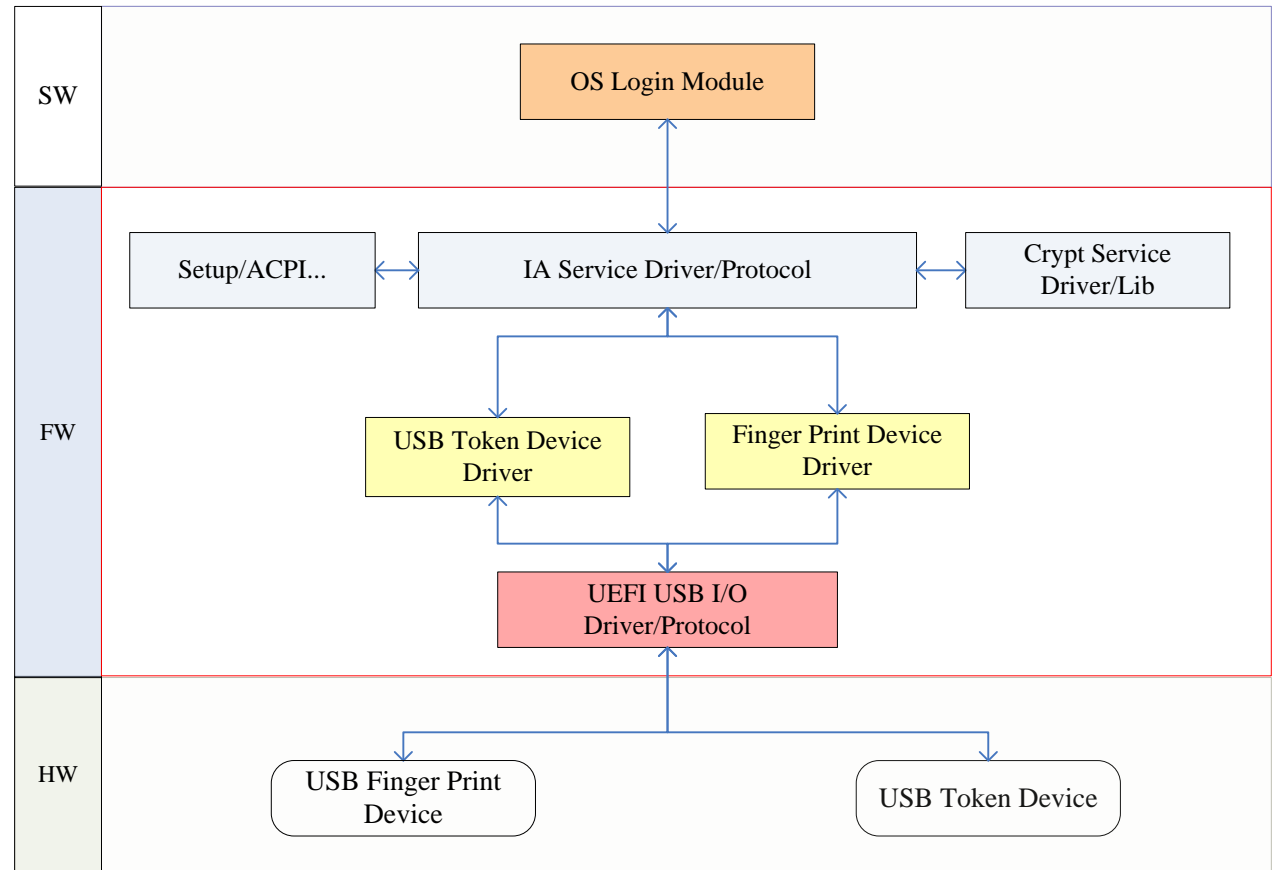 SW
OS Login Module
FW
Setup/ACPI...
IA Service Driver/Protocol
Crypt Service
Driver/Lib
USB Token Device
Driver
Finger Print Device
Driver
UEFI USB I/O
Driver/Protocol
HW
USB Finger Print
Device
USB Token Device